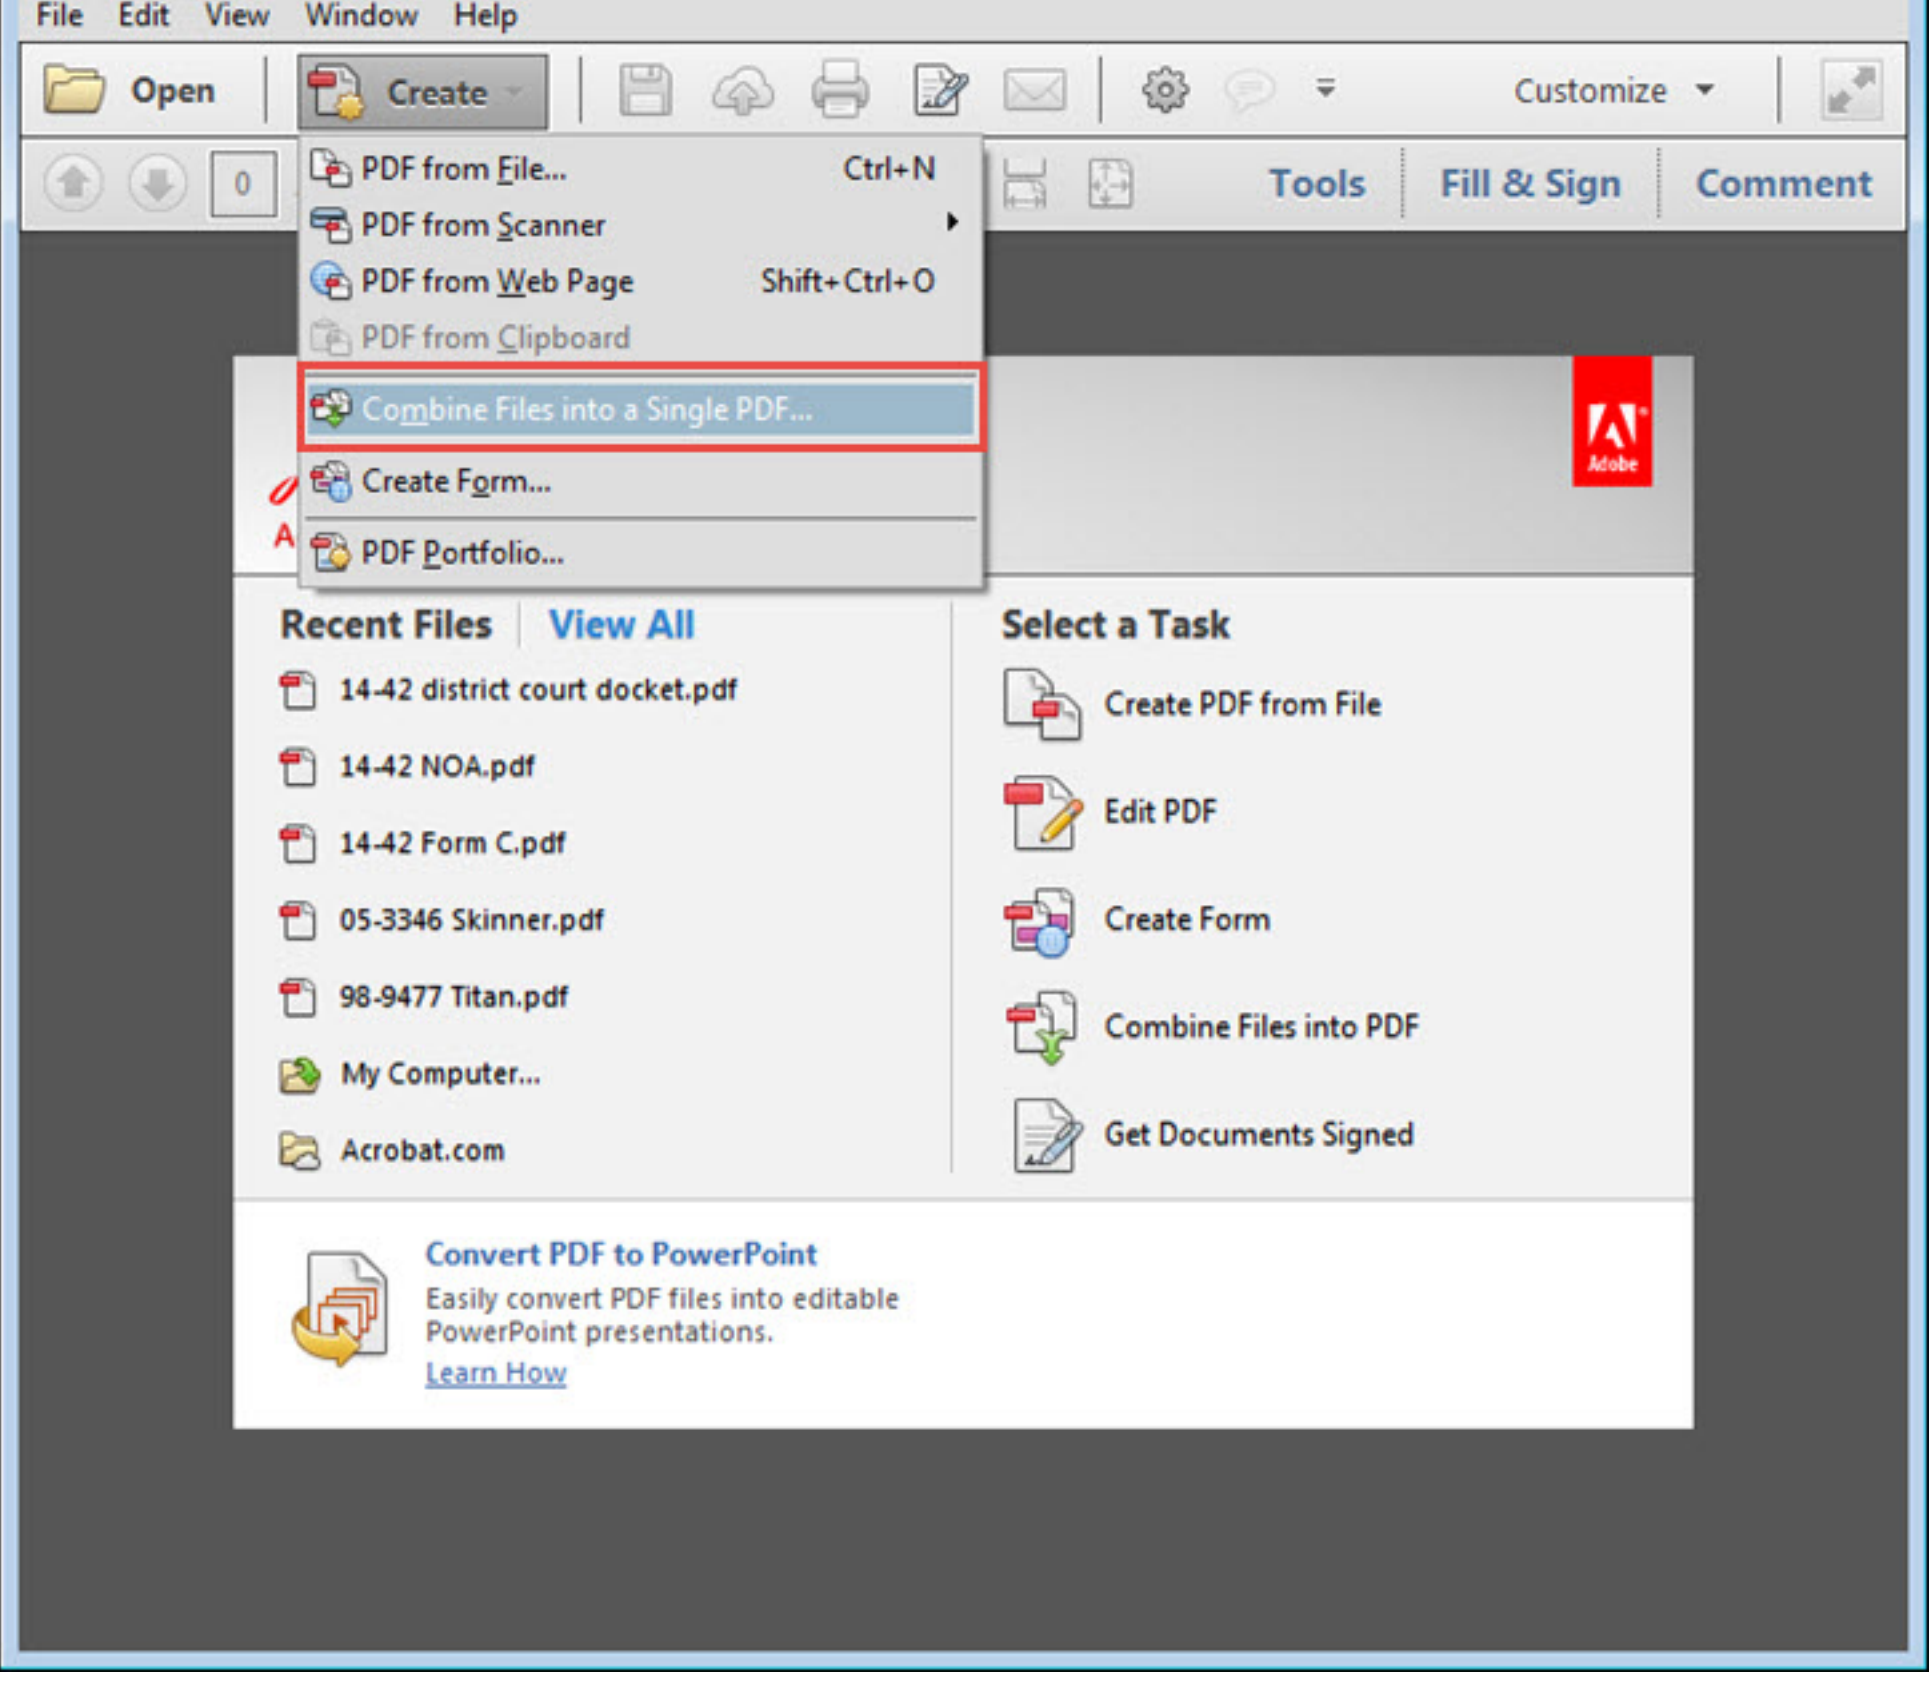 File Edit View Window Help
Open Create Customize
0 Tools Fill & Sign Comment
PDF from File... Ctrl+N
PDF from Scanner
PDF from Web Page Shift+Ctrl+O
PDF from Clipboard
Combine Files into a Single PDF...
Create Form...
PDF Portfolio...
Adobe
A
Recent Files View All
14-42 district court docket.pdf
14-42 NOA.pdf
14-42 Form C.pdf
05-3346 Skinner.pdf
98-9477 Titan.pdf
My Computer...
Acrobat.com
Select a Task
Create PDF from File
Edit PDF
Create Form
Combine Files into PDF
Get Documents Signed
Convert PDF to PowerPoint
Easily convert PDF files into editable
PowerPoint presentations.
Learn How